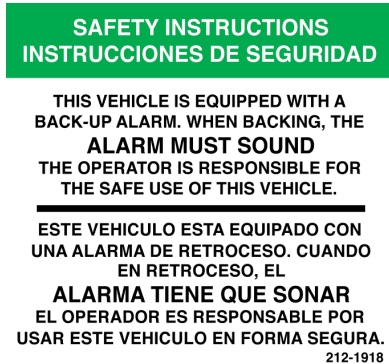 SAFETY INSTRUCTIONS
INSTRUCCIONES DE SEGURIDAD
THIS VEHICLE IS EQUIPPED WITH A
BACK-UP ALARM. WHEN BACKING, THE
ALARM MUST SOUND
THE OPERATOR IS RESPONSIBLE FOR
THE SAFE USE OF THIS VEHICLE.
ESTE VEHICULO ESTA EQUIPADO CON
UNA ALARMA DE RETROCESO. CUANDO
EN RETROCESO, EL
ALARMA TIENE QUE SONAR
EL OPERADOR ES RESPONSABLE POR
USAR ESTE VEHICULO EN FORMA SEGURA.
212-1918